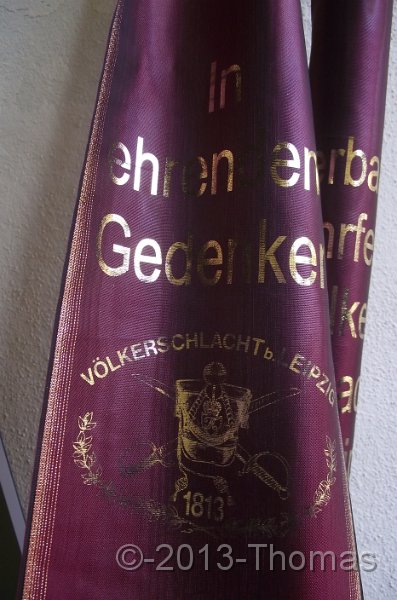 In
ehrendem
Gedenken
VÖLKERSCHLACHT b. LEIPZIG
1813
©-2013-Thomas